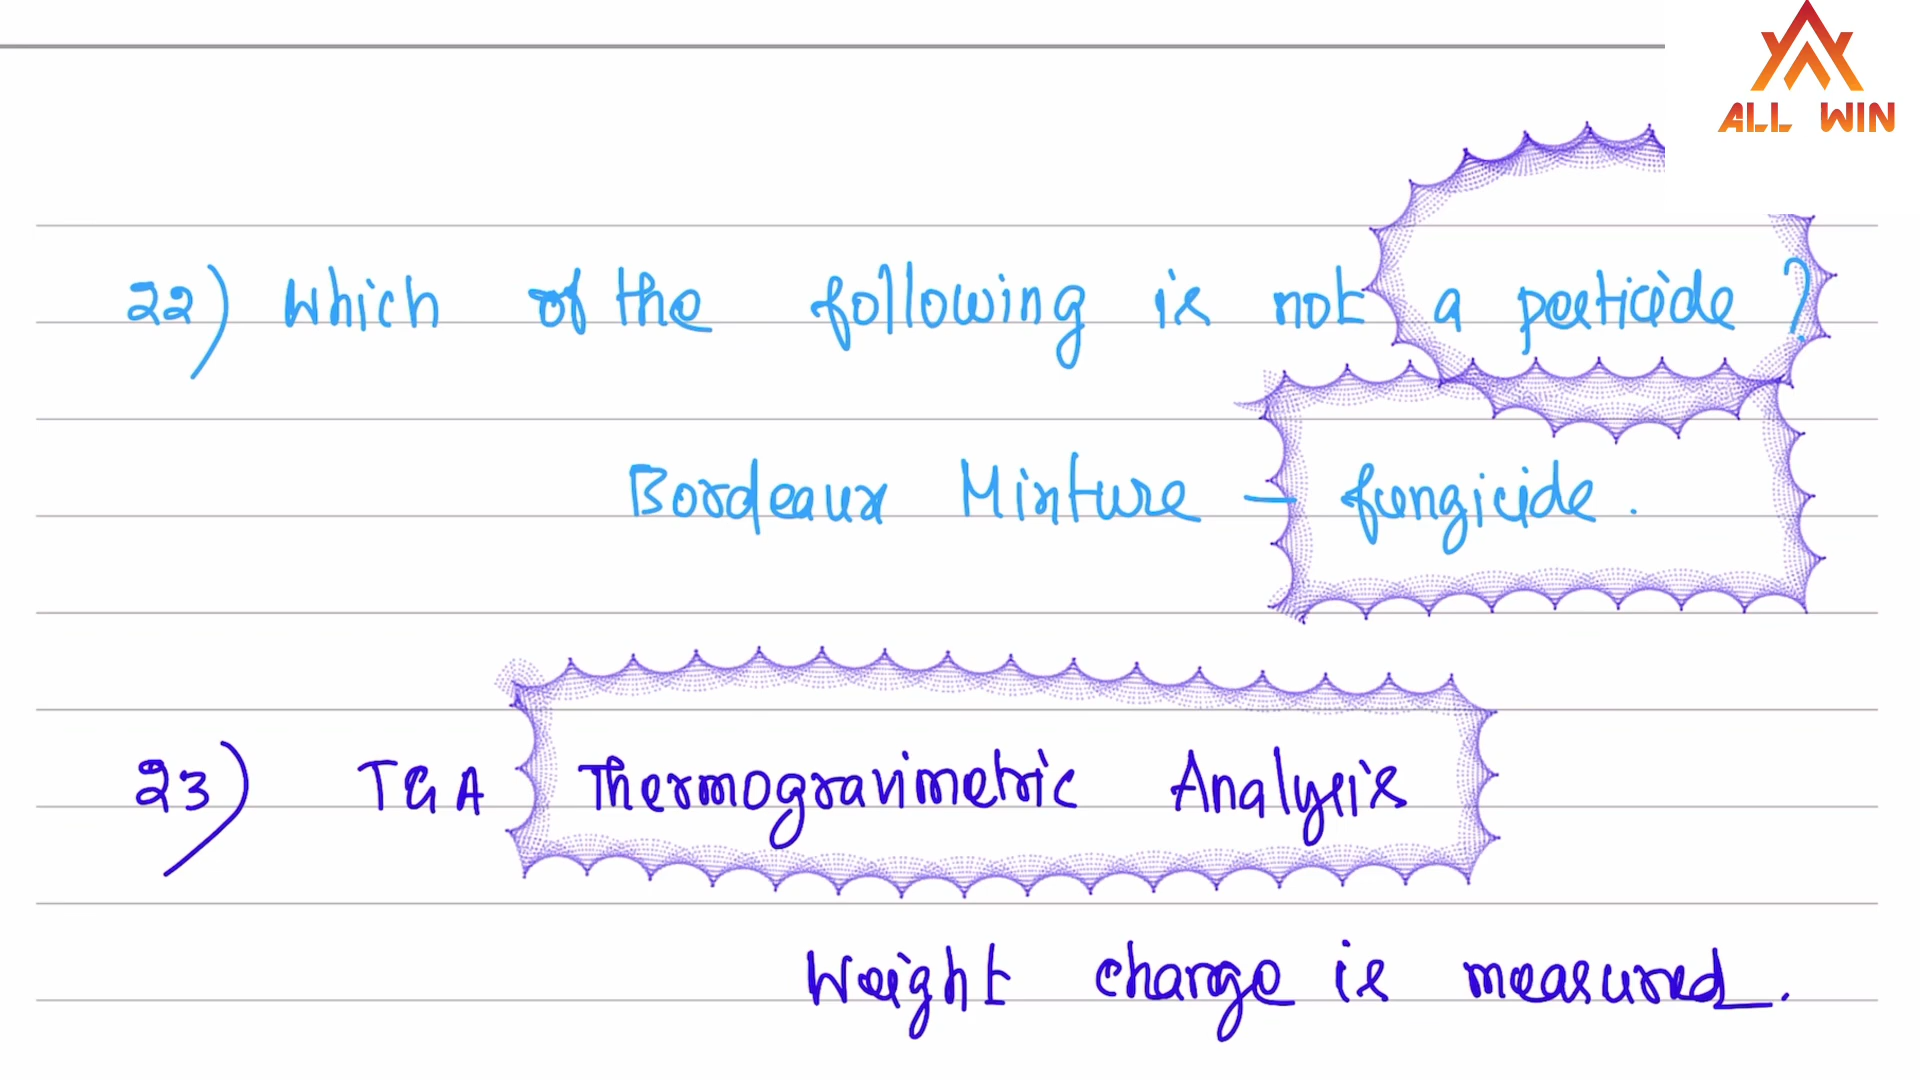 ALL WIN
22) Which of the following is not a pesticide ?
Bordeaux Mixture - fungicide.
23) TGA Thermogravimetric Analysis
Weight change is measured.